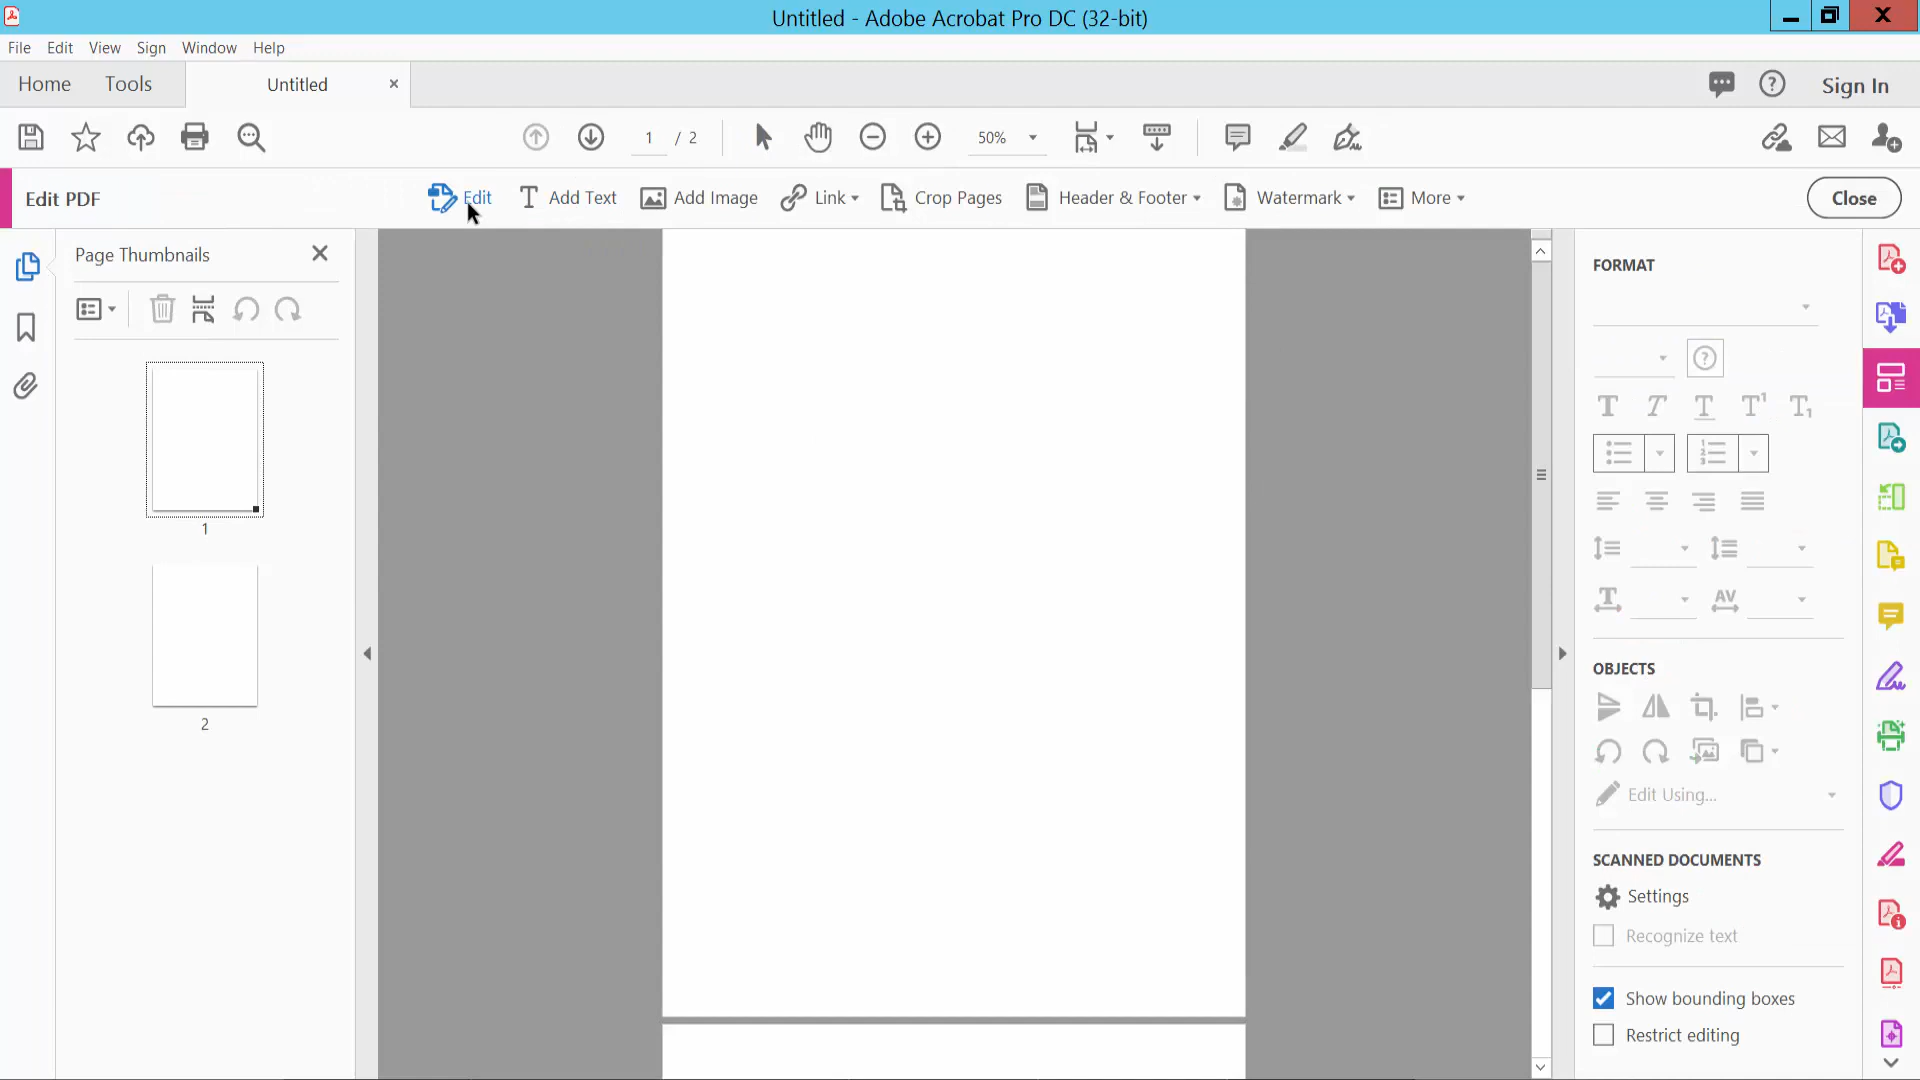 Untitled - Adobe Acrobat Pro DC (32-bit)
File Edit View Sign Window Help
Home Tools Untitled Sign In
1 / 2 50%
Edit PDF Edit Add Text Add Image Link Crop Pages Header & Footer Watermark More Close
Page Thumbnails
1
2
FORMAT
OBJECTS
Edit Using...
SCANNED DOCUMENTS
Settings
Recognize text
Show bounding boxes
Restrict editing